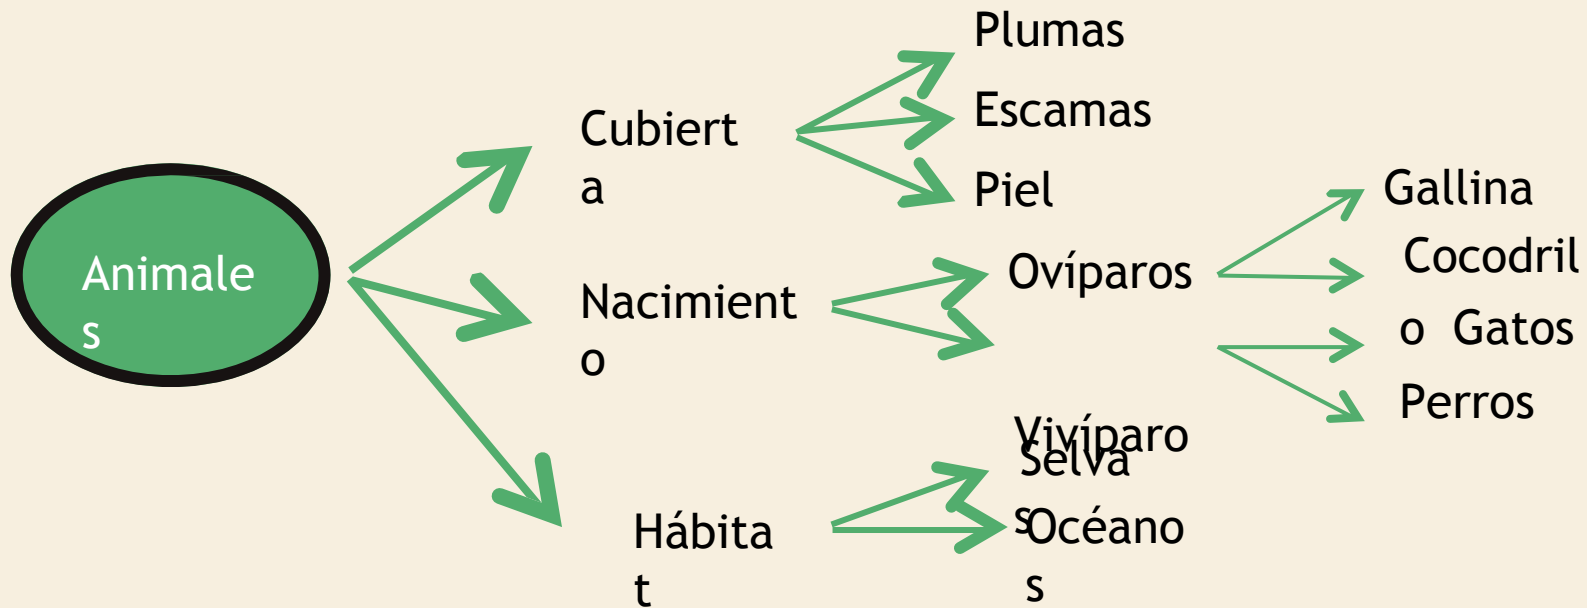 Animale
s
Cubiert
a
Plumas
Escamas
Piel
Nacimient
o
Ovíparos
Gallina
Cocodril
o Gatos
Perros
Vivíparo
s
Hábita
t
Selva
Océano
s